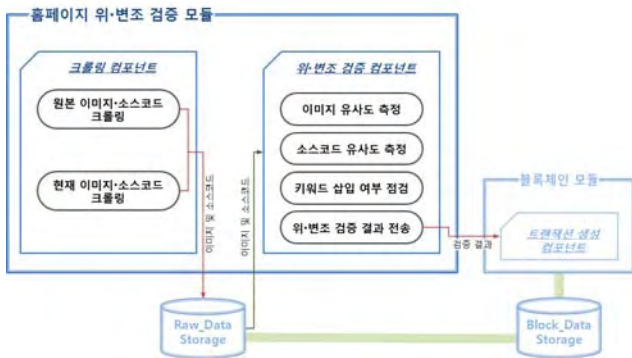 홈페이지 위·변조 검증 모듈
크롤링 컴포넌트
원본 이미지·소스코드
크롤링
현재 이미지·소스코드
크롤링
이미지 및 소스코드
이미지 및 소스코드
위·변조 검증 컴포넌트
이미지 유사도 측정
소스코드 유사도 측정
키워드 삽입 여부 점검
위·변조 검증 결과 전송
검증 결과
블록체인 모듈
트랜잭션 생성
컴포넌트
Raw_Data
Storage
Block_Data
Storage